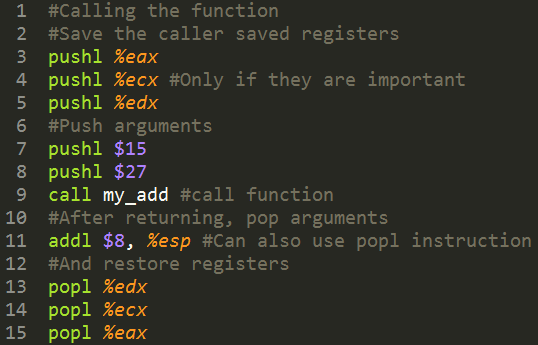 1 #Calling the function
2 #Save the caller saved registers
3 pushl %eax
4 pushl %ecx #Only if they are important
5 pushl %edx
6 #Push arguments
7 pushl $15
8 pushl $27
9 call my_add #call function
10 #After returning, pop arguments
11 addl $8, %esp #Can also use popl instruction
12 #And restore registers
13 popl %edx
14 popl %ecx
15 popl %eax